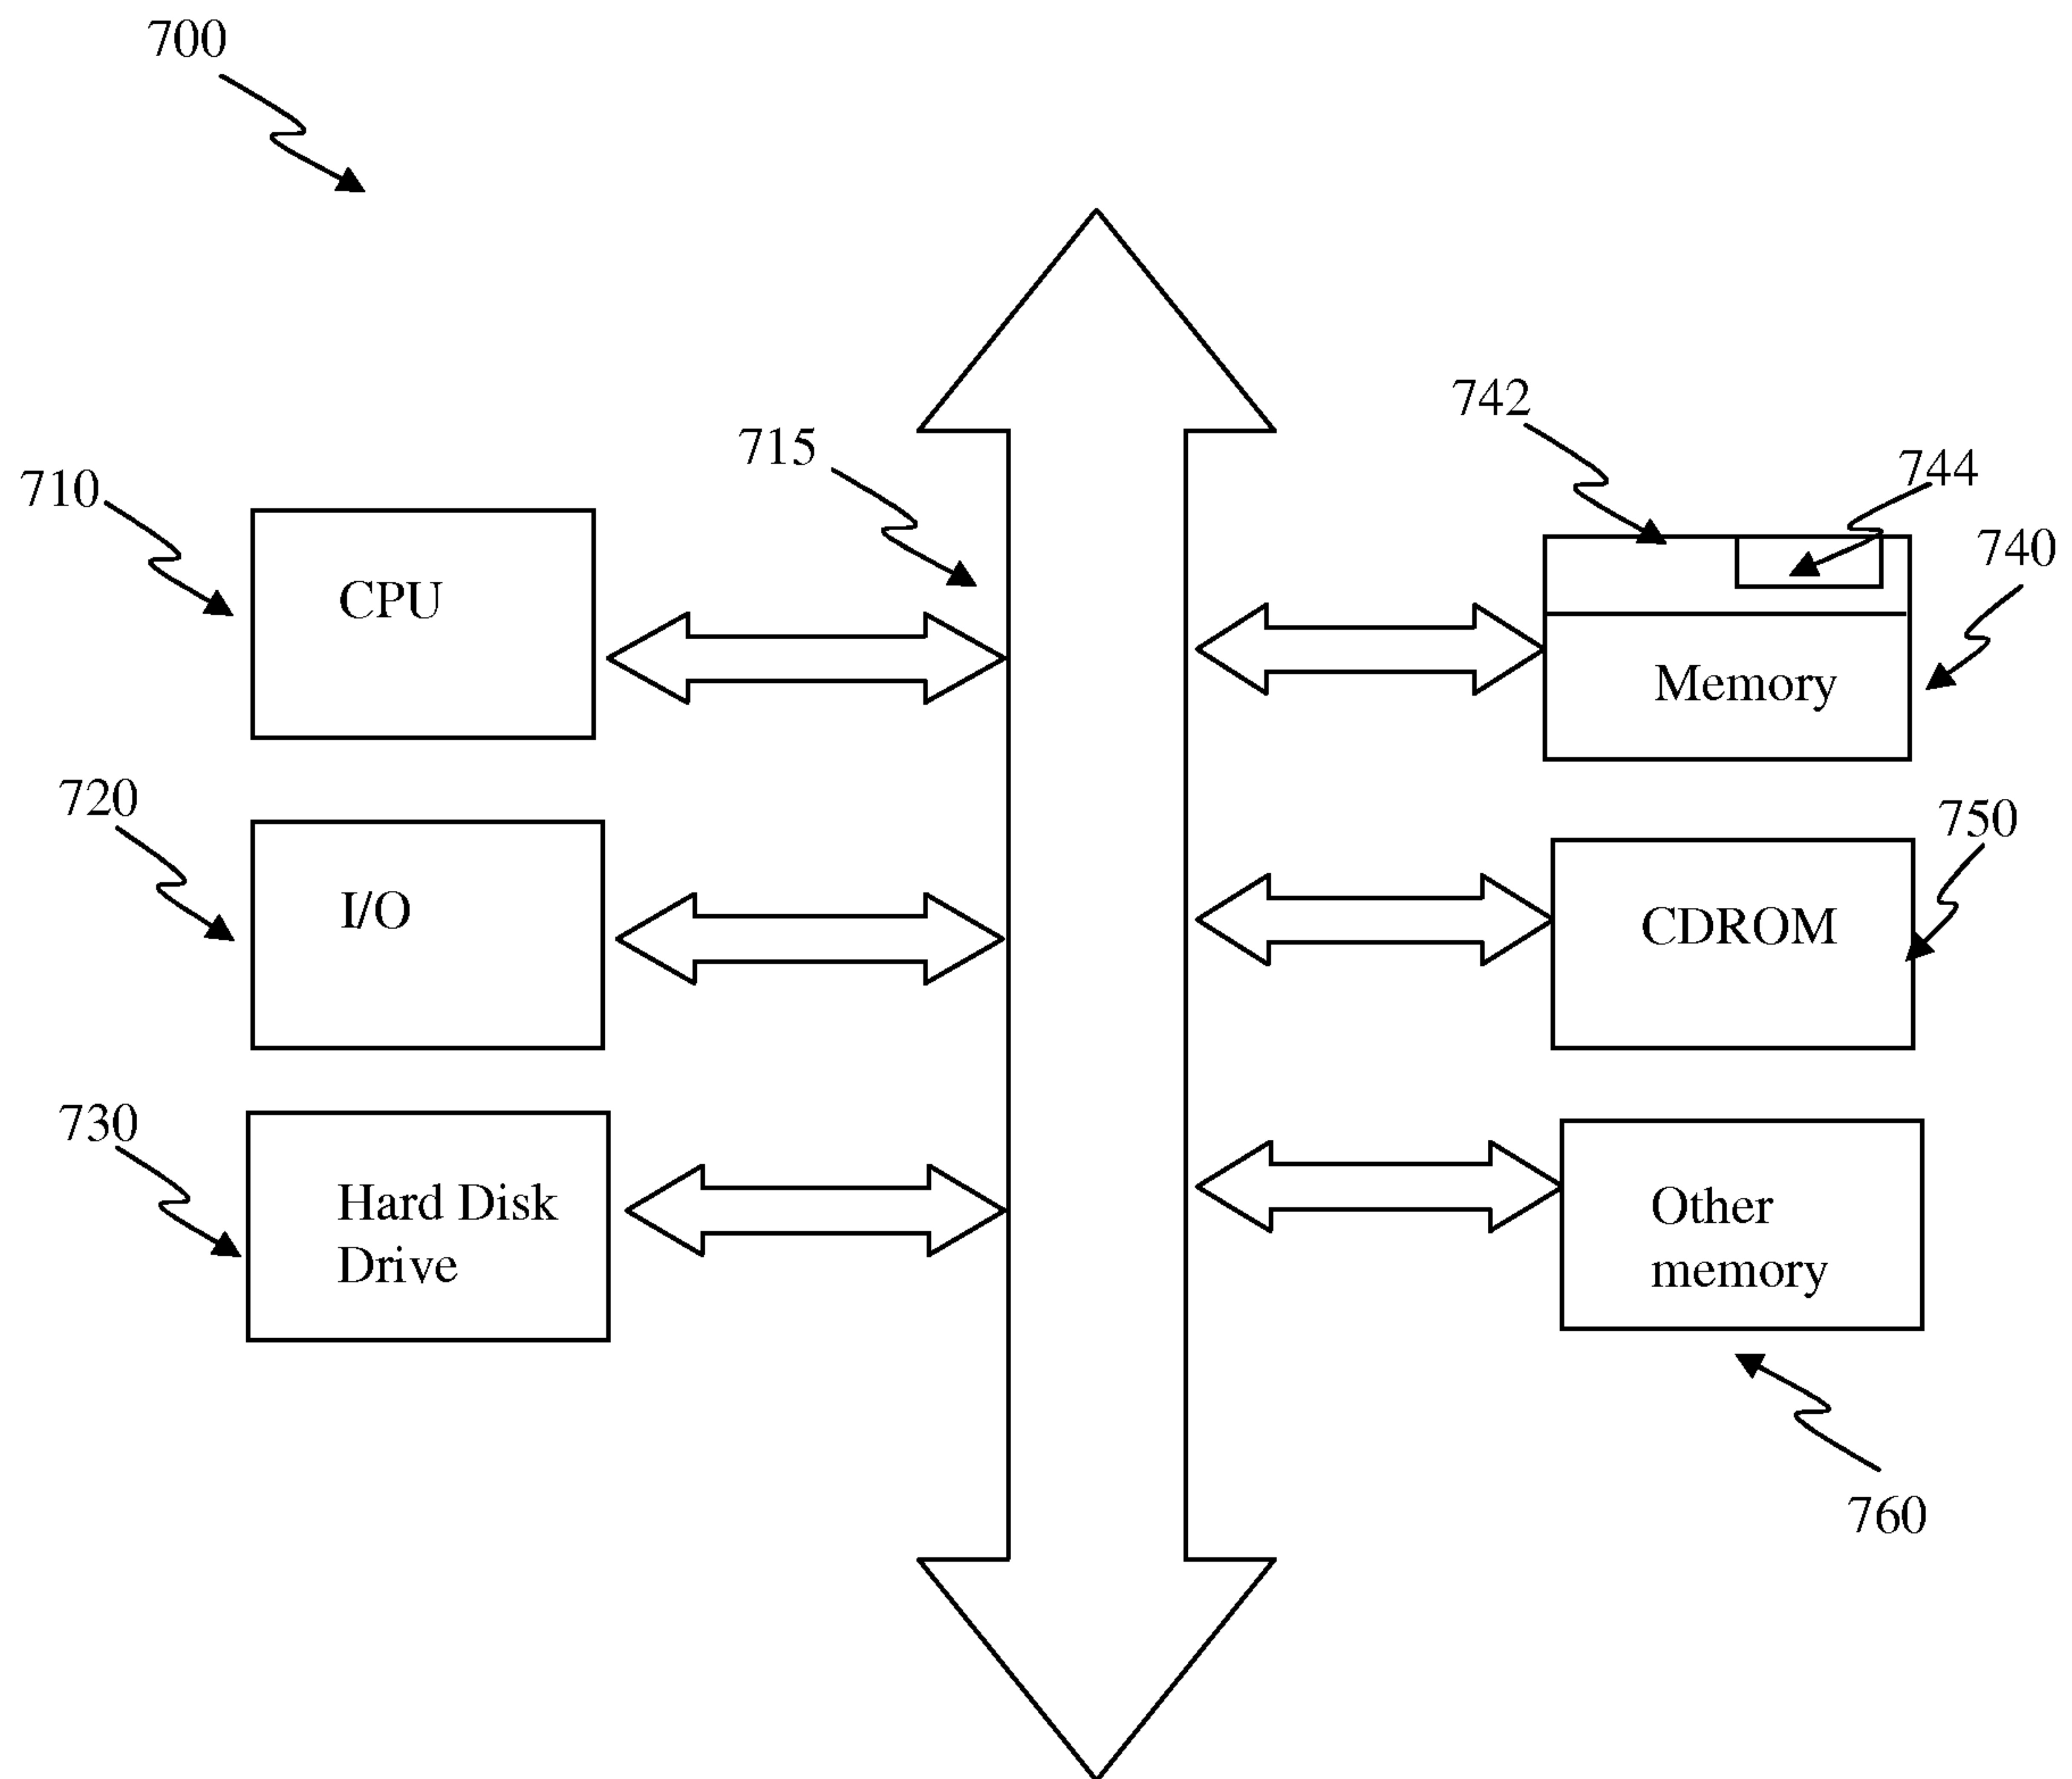 700
742
715
744
710
740
CPU
Memory
720
750
I/O
CDROM
730
Hard Disk
Drive
Other
memory
760